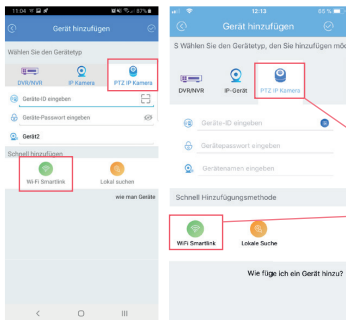 11:04
87%
Gerät hinzufügen
Wählen Sie den Gerätetyp
DVR/NVR
IP Kamera
PTZ IP Kamera
Geräte-ID eingeben
Geräte-Passwort eingeben
Gerät2
Schnell hinzufügen
Wi-Fi Smartlink
Lokal suchen
wie man Geräte
12:13
Gerät hinzufügen
S Wählen Sie den Gerätetyp, den Sie hinzufügen möc
DVR/NVR
IP-Gerät
PTZ IP Kamera
Geräte-ID eingeben
Gerätepasswort eingeben
Gerätenamen eingeben
Schnell Hinzufügungsmethode
WiFi Smartlink
Lokale Suche
Wie füge ich ein Gerät hinzu?